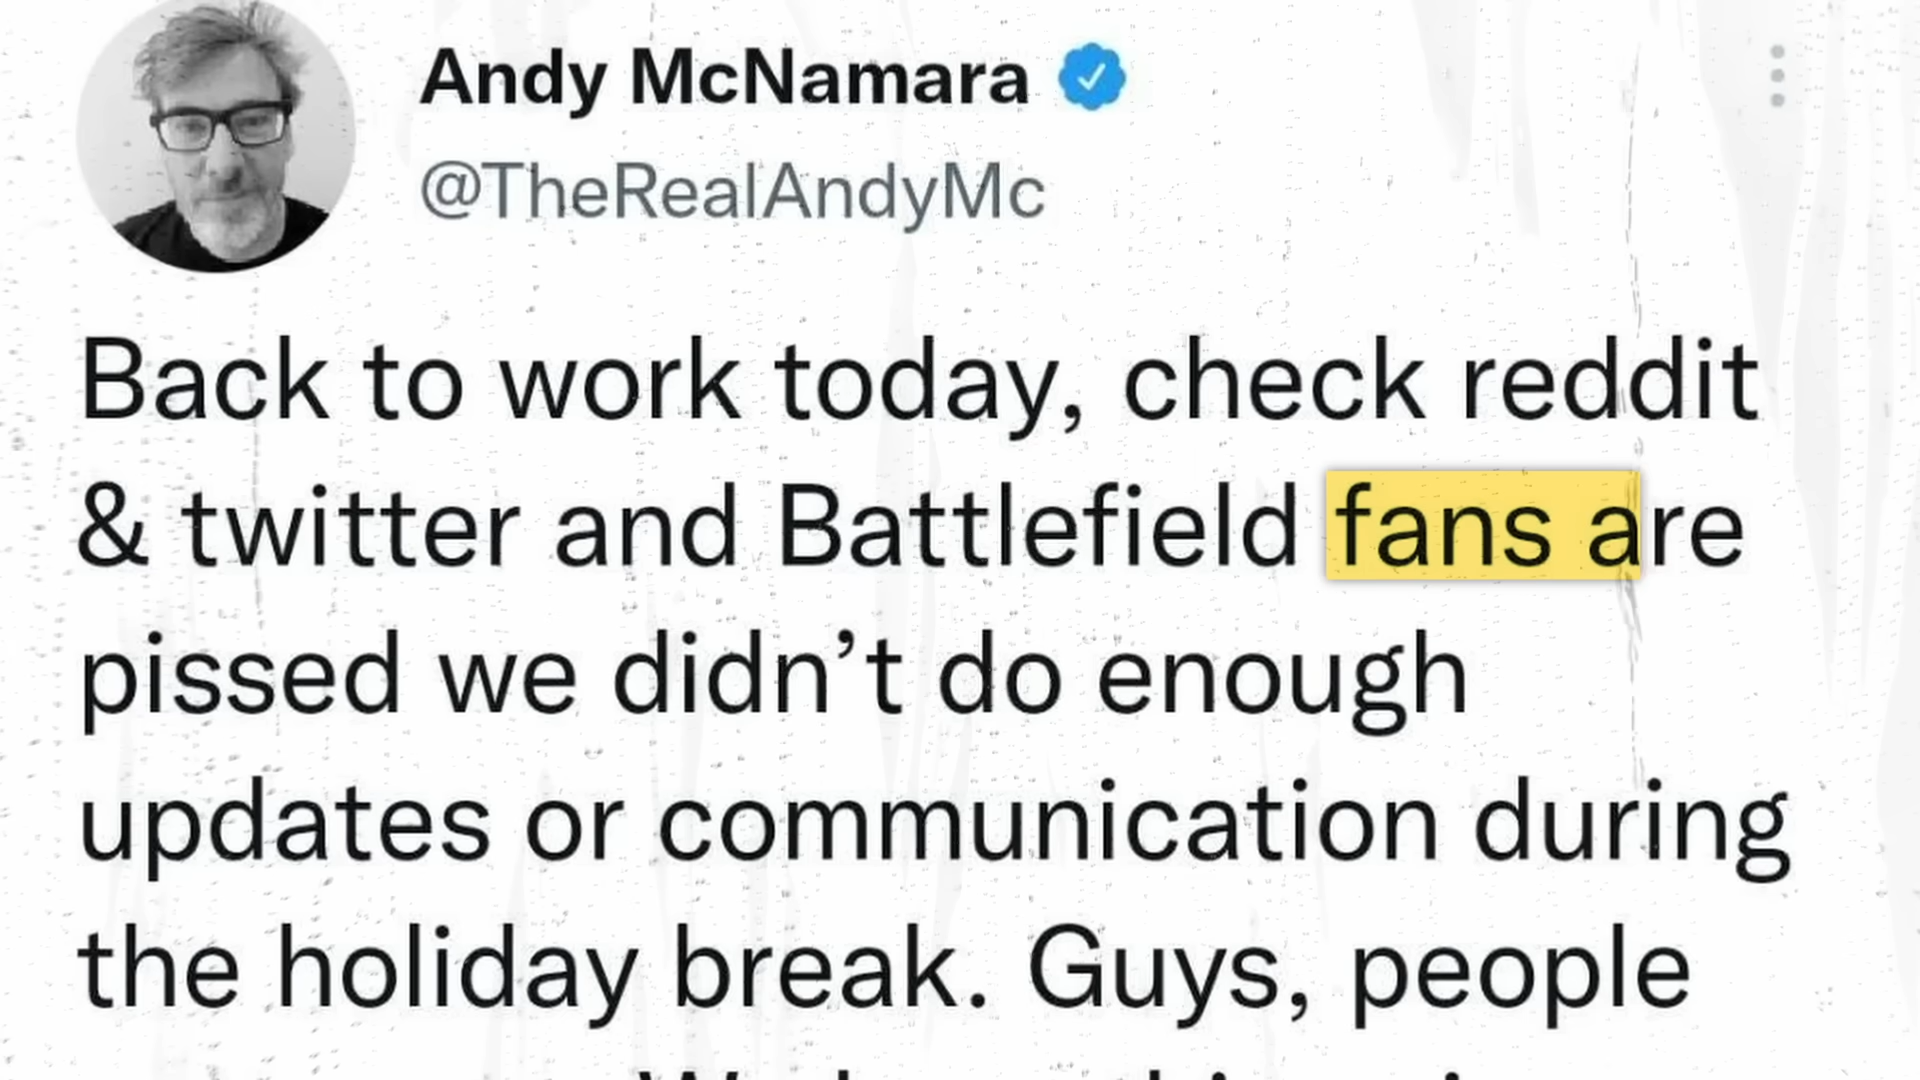 Andy McNamara
@TheRealAndyMc
Back to work today, check reddit
& twitter and Battlefield fans are
pissed we didn’t do enough
updates or communication during
the holiday break. Guys, people